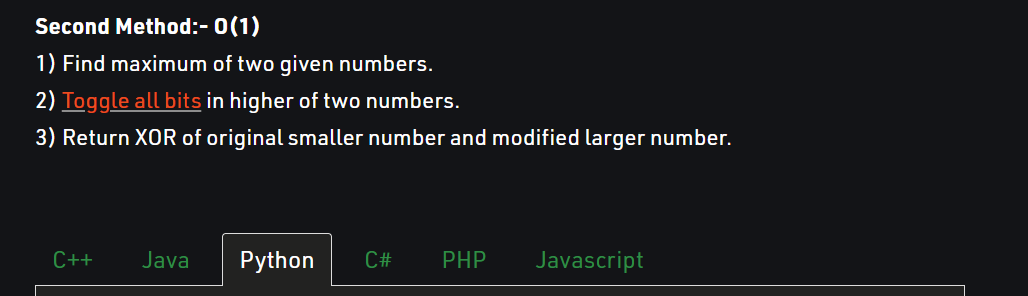 Second Method:- O(1)
1) Find maximum of two given numbers.
2) Toggle all bits in higher of two numbers.
3) Return XOR of original smaller number and modified larger number.
C++ Java Python C# PHP Javascript